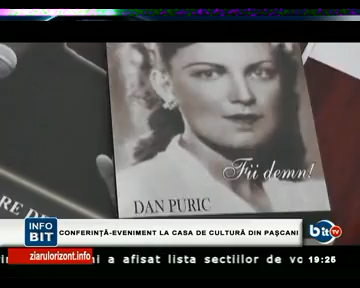 Fii demn!
DAN PURIC
RE DE
INFO
BIT
CONFERINȚĂ-EVENIMENT LA CASA DE CULTURĂ DIN PAȘCANI
bit
TV
ziarulorizont.info
i a afisat lista sectiilor de vo
19:25